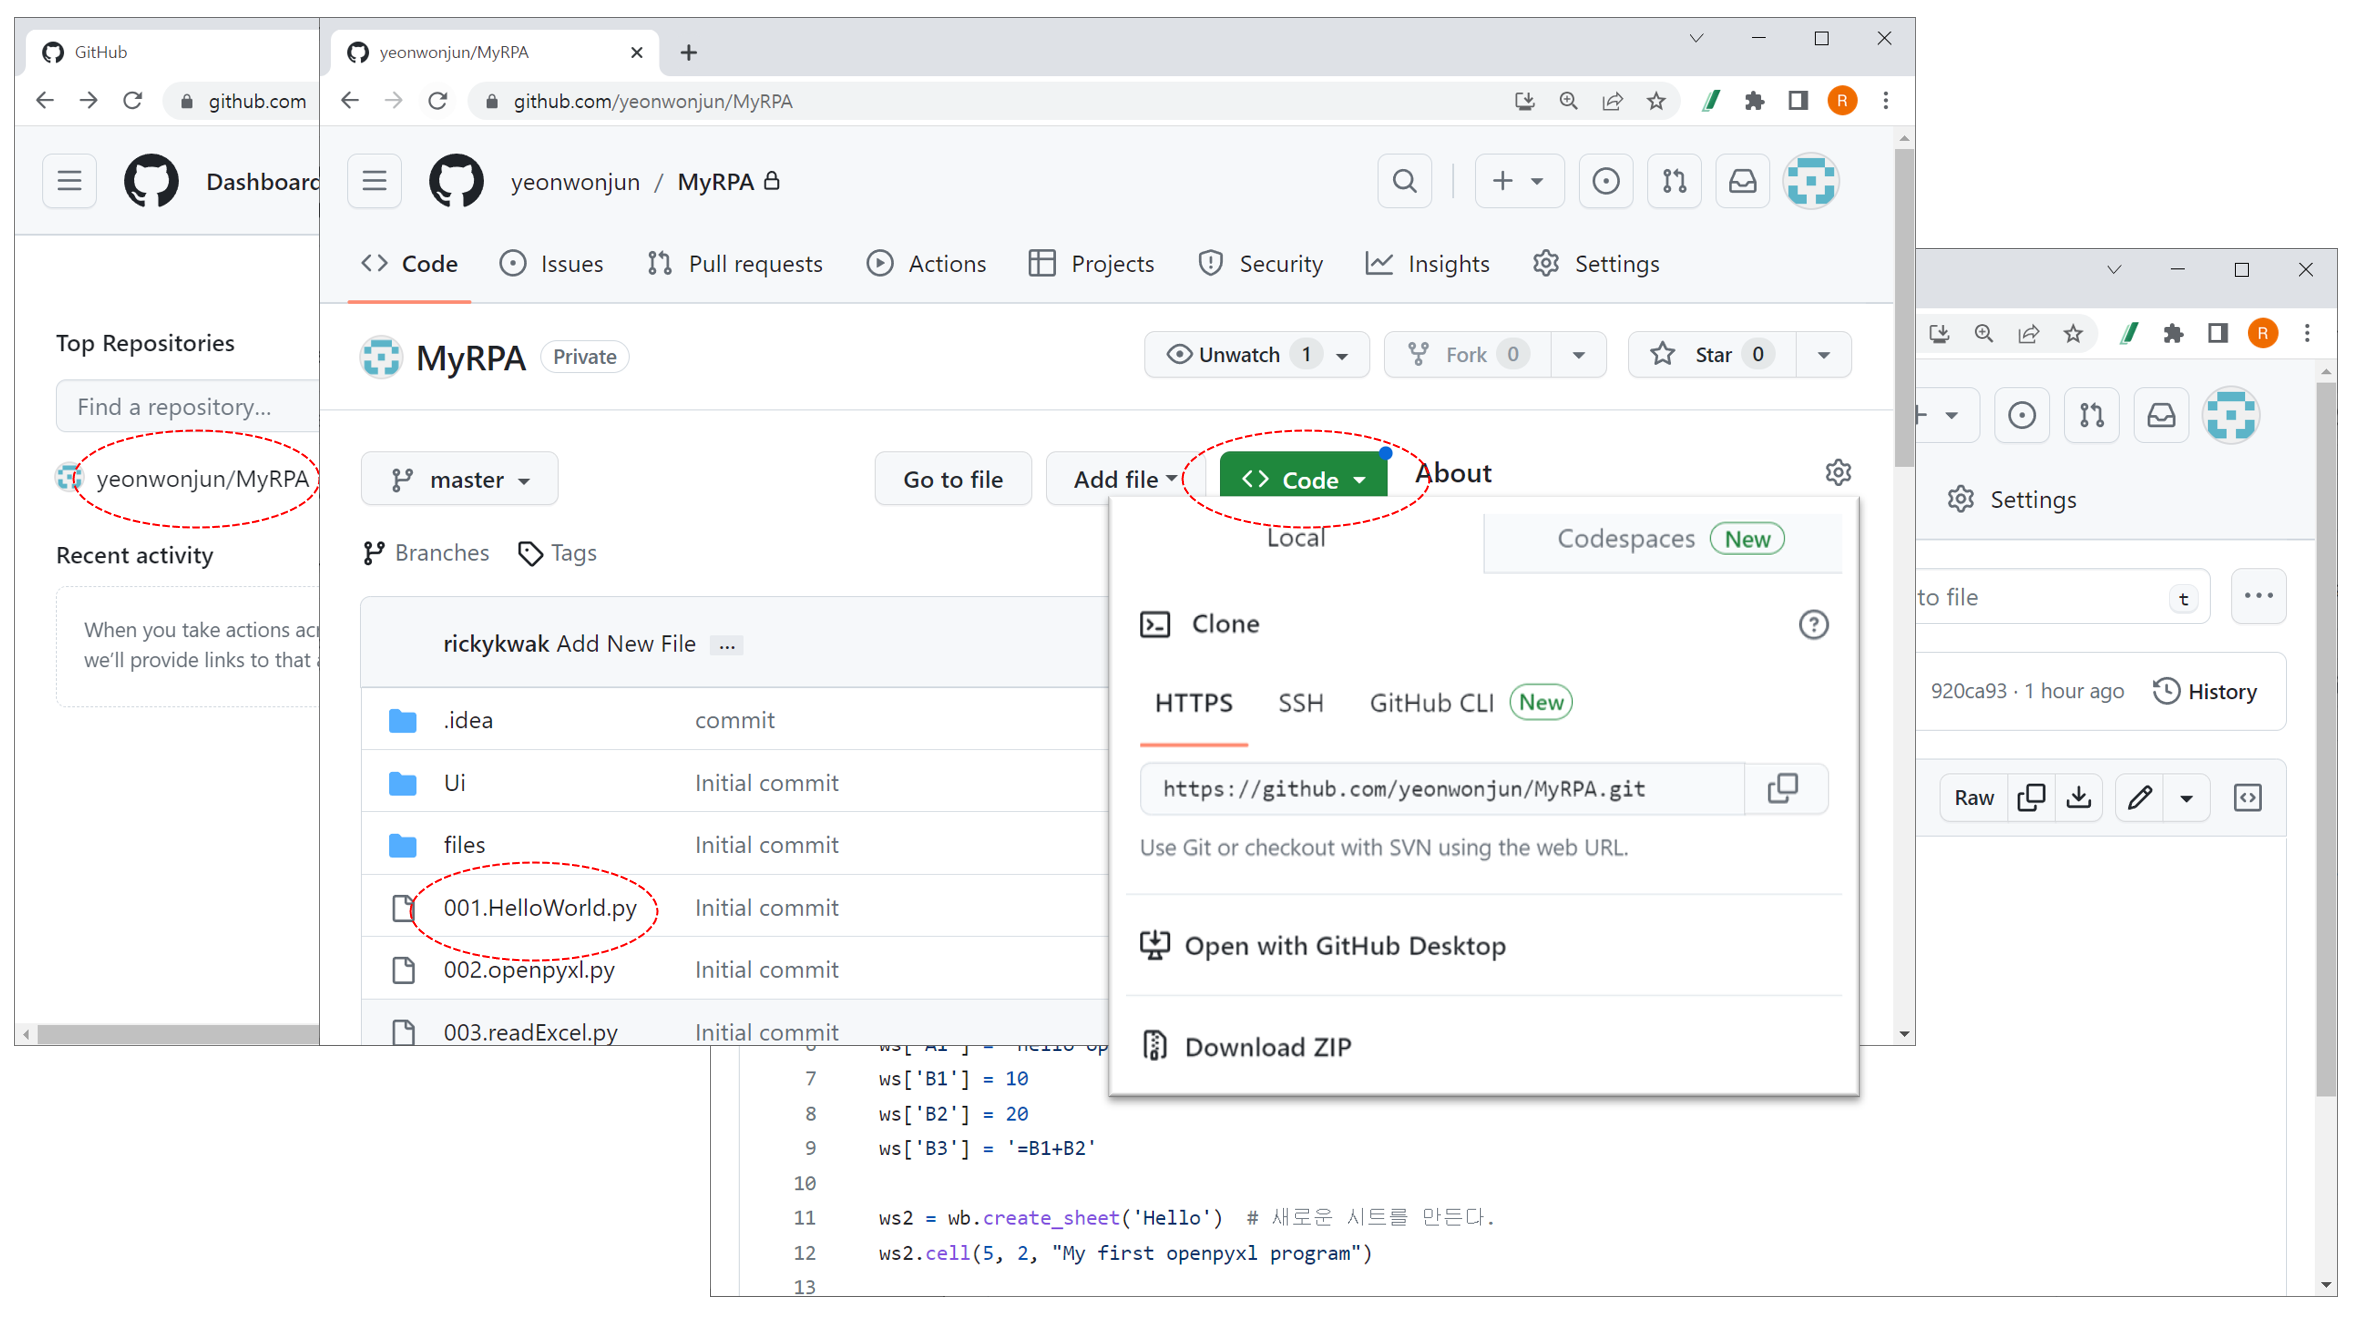 GitHub
github.com
Dashboard
Top Repositories
Find a repository...
yeonwonjun/MyRPA
Recent activity
When you take actions
we'll provide links to that
yeonwonjun/MyRPA
github.com/yeonwonjun/MyRPA
R
yeonwonjun / MyRPA
Code Issues Pull requests Actions Projects Security Insights Settings
MyRPA Private
Unwatch 1 Fork 0 Star 0
master Go to file Add file Code About
Branches Tags
rickykwak Add New File ...
.idea commit
Ui Initial commit
files Initial commit
001.HelloWorld.py Initial commit
002.openpyxl.py Initial commit
003.readExcel.py Initial commit
Local Codespaces New
Clone
HTTPS SSH GitHub CLI New
https://github.com/yeonwonjun/MyRPA.git
Use Git or checkout with SVN using the web URL.
Open with GitHub Desktop
Download ZIP
R
Settings
to file t
920ca93 · 1 hour ago History
Raw
7 ws['B1'] = 10
8 ws['B2'] = 20
9 ws['B3'] = '=B1+B2'
10
11 ws2 = wb.create_sheet('Hello') # 새로운 시트를 만든다.
12 ws2.cell(5, 2, "My first openpyxl program")
13